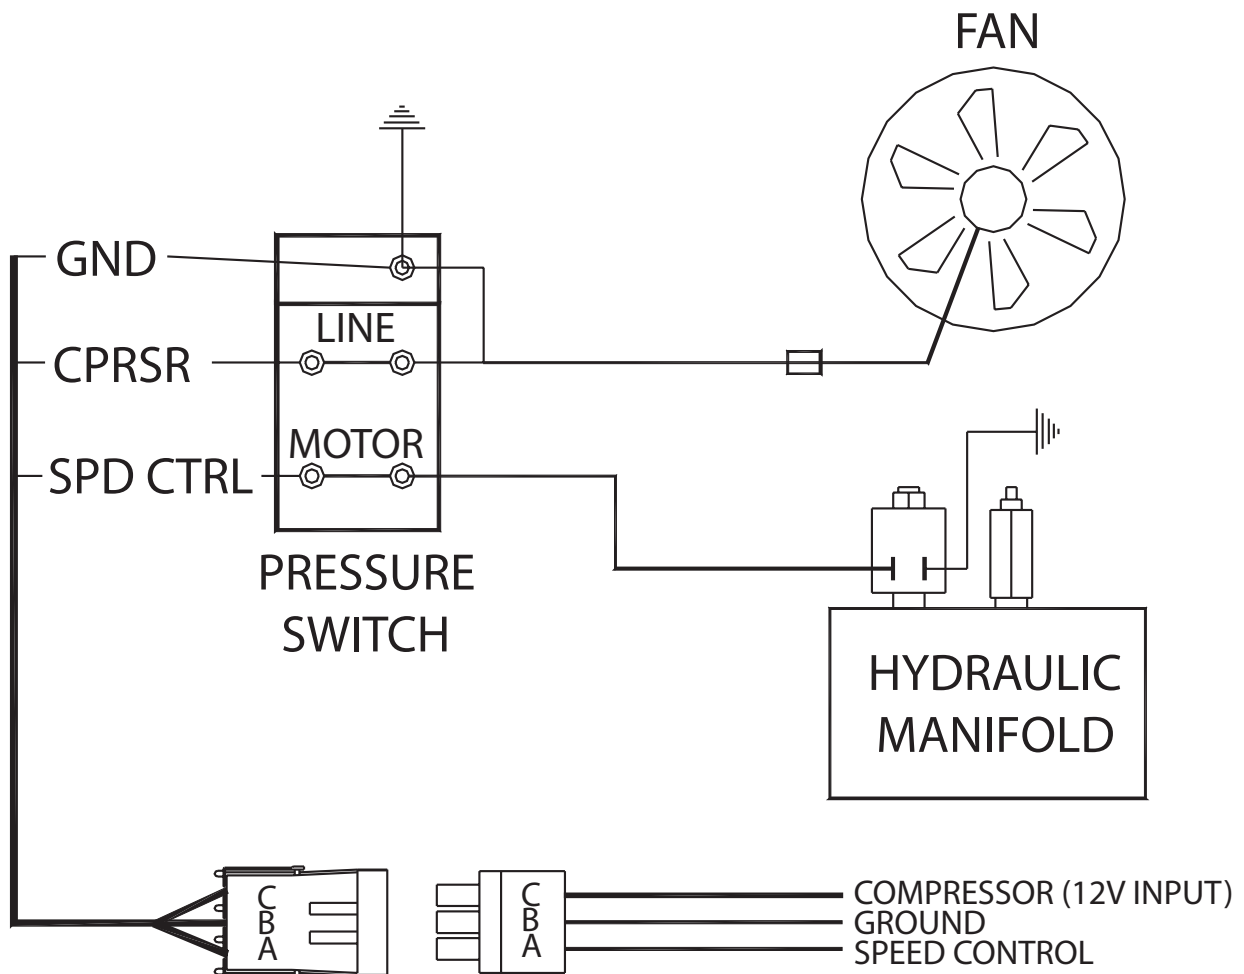 FAN
GND
LINE
CPRSR
MOTOR
SPD CTRL
PRESSURE
SWITCH
HYDRAULIC
MANIFOLD
C
B
A
C
B
A
COMPRESSOR (12V INPUT)
GROUND
SPEED CONTROL